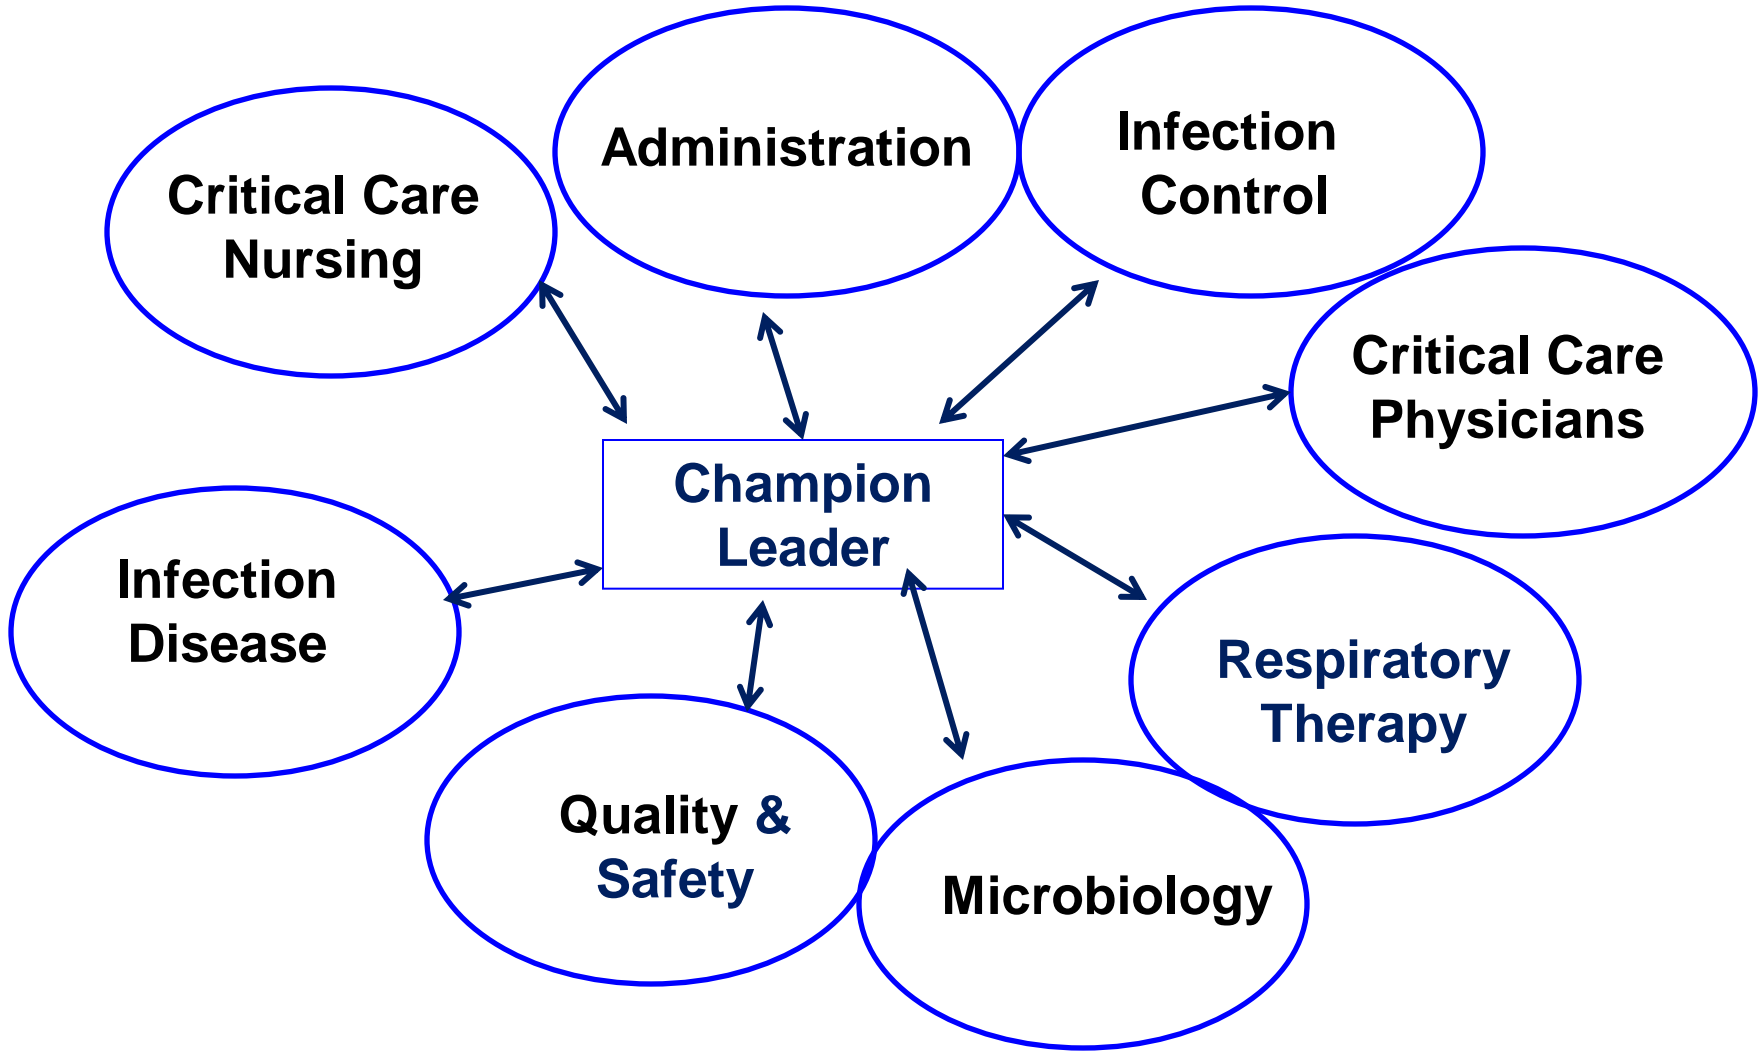 Administration
Infection
Control
Critical Care
Nursing
Critical Care
Physicians
Champion
Leader
Infection
Disease
Respiratory
Therapy
Quality &
Safety
Microbiology